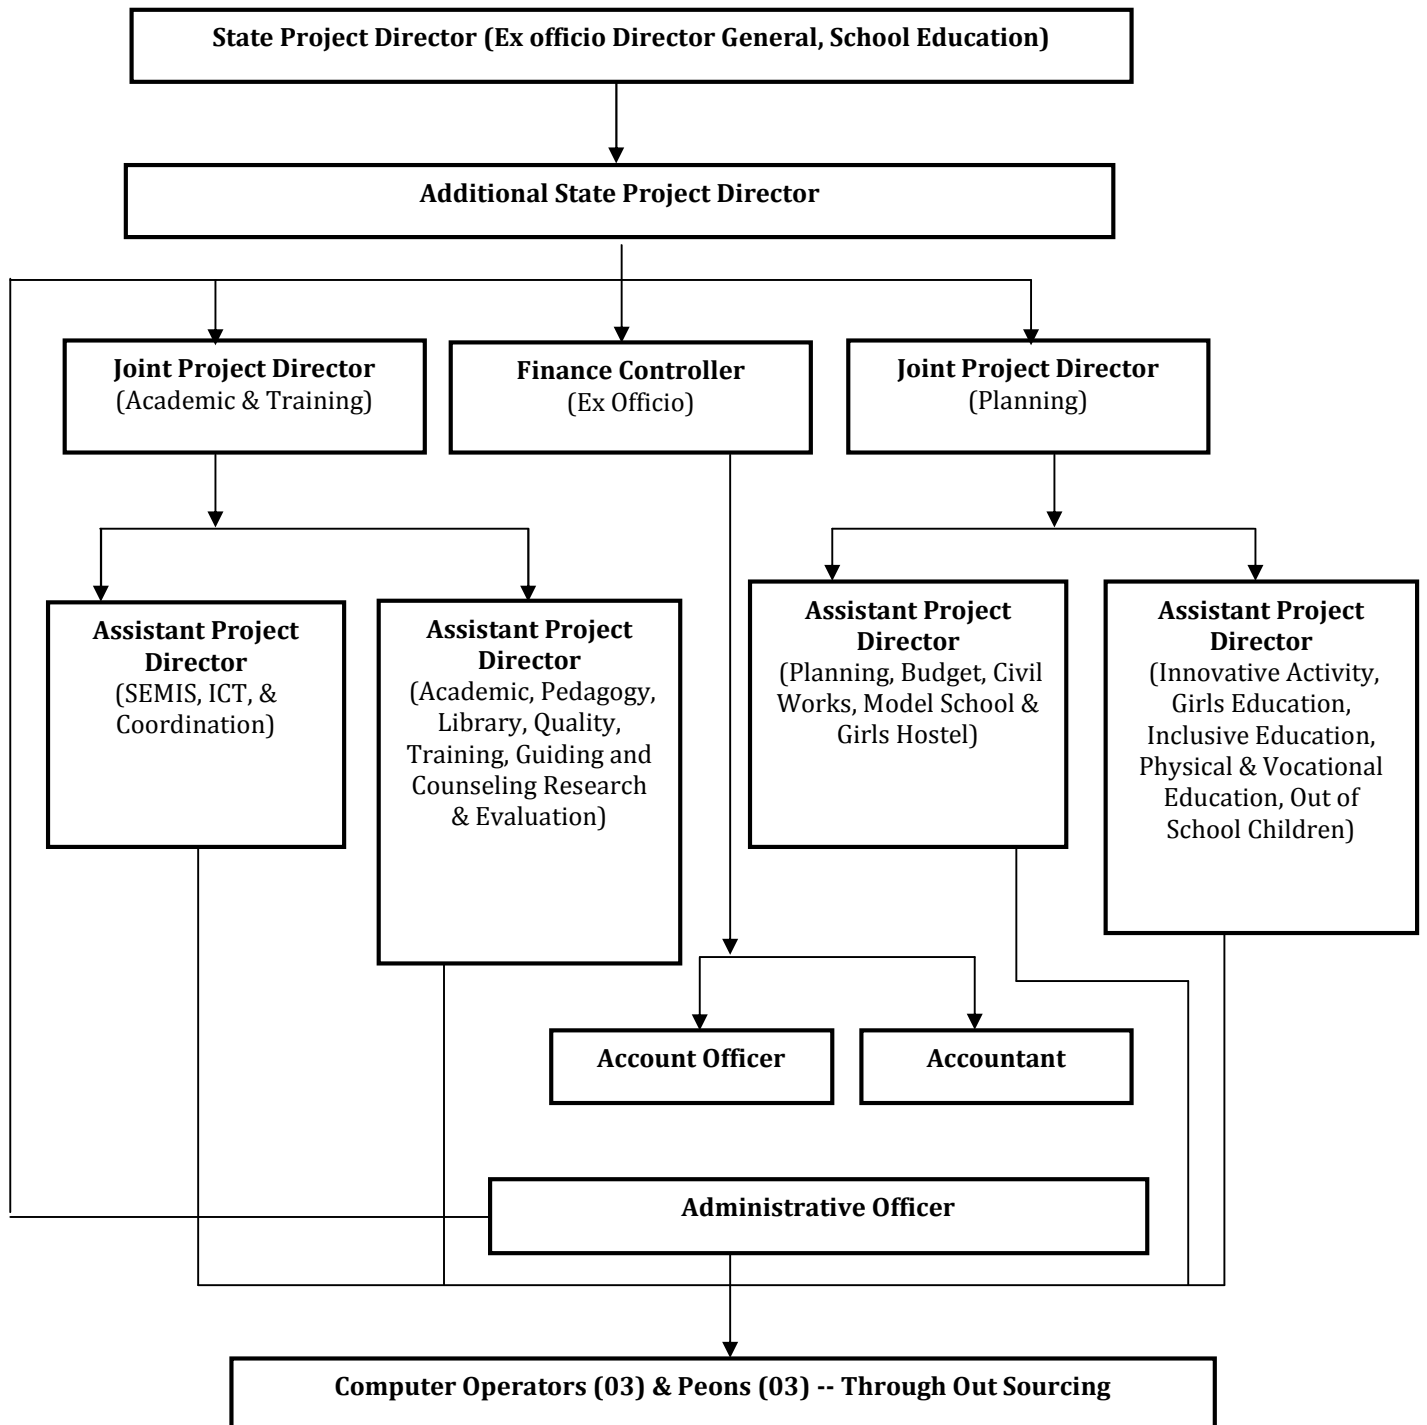 State Project Director (Ex officio Director General, School Education)
Additional State Project Director
Joint Project Director
(Academic & Training)
Finance Controller
(Ex Officio)
Joint Project Director
(Planning)
Assistant Project
Director
(SEMIS, ICT, &
Coordination)
Assistant Project
Director
(Academic, Pedagogy,
Library, Quality,
Training, Guiding and
Counseling Research
& Evaluation)
Assistant Project
Director
(Planning, Budget, Civil
Works, Model School &
Girls Hostel)
Assistant Project
Director
(Innovative Activity,
Girls Education,
Inclusive Education,
Physical & Vocational
Education, Out of
School Children)
Account Officer
Accountant
Administrative Officer
Computer Operators (03) & Peons (03) -- Through Out Sourcing